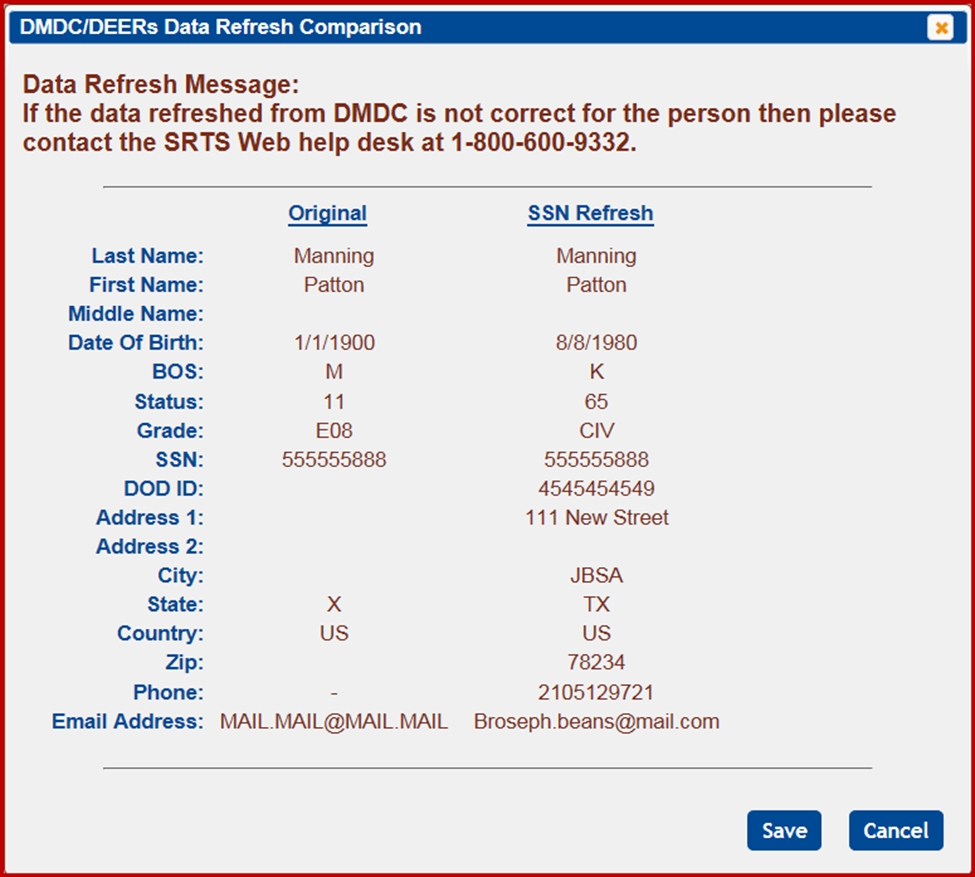 DMDC/DEERs Data Refresh Comparison
Data Refresh Message:
If the data refreshed from DMDC is not correct for the person then please
contact the SRTS Web help desk at 1-800-600-9332.
Original SSN Refresh
Last Name: Manning Manning
First Name: Patton Patton
Middle Name:
Date Of Birth: 1/1/1900 8/8/1980
BOS: M K
Status: 11 65
Grade: E08 CIV
SSN: 555555888 555555888
DOD ID: 4545454549
Address 1: 111 New Street
Address 2:
City: JBSA
State: X TX
Country: US US
Zip: 78234
Phone: - 2105129721
Email Address: MAIL.MAIL@MAIL.MAIL Broseph.beans@mail.com
Save Cancel